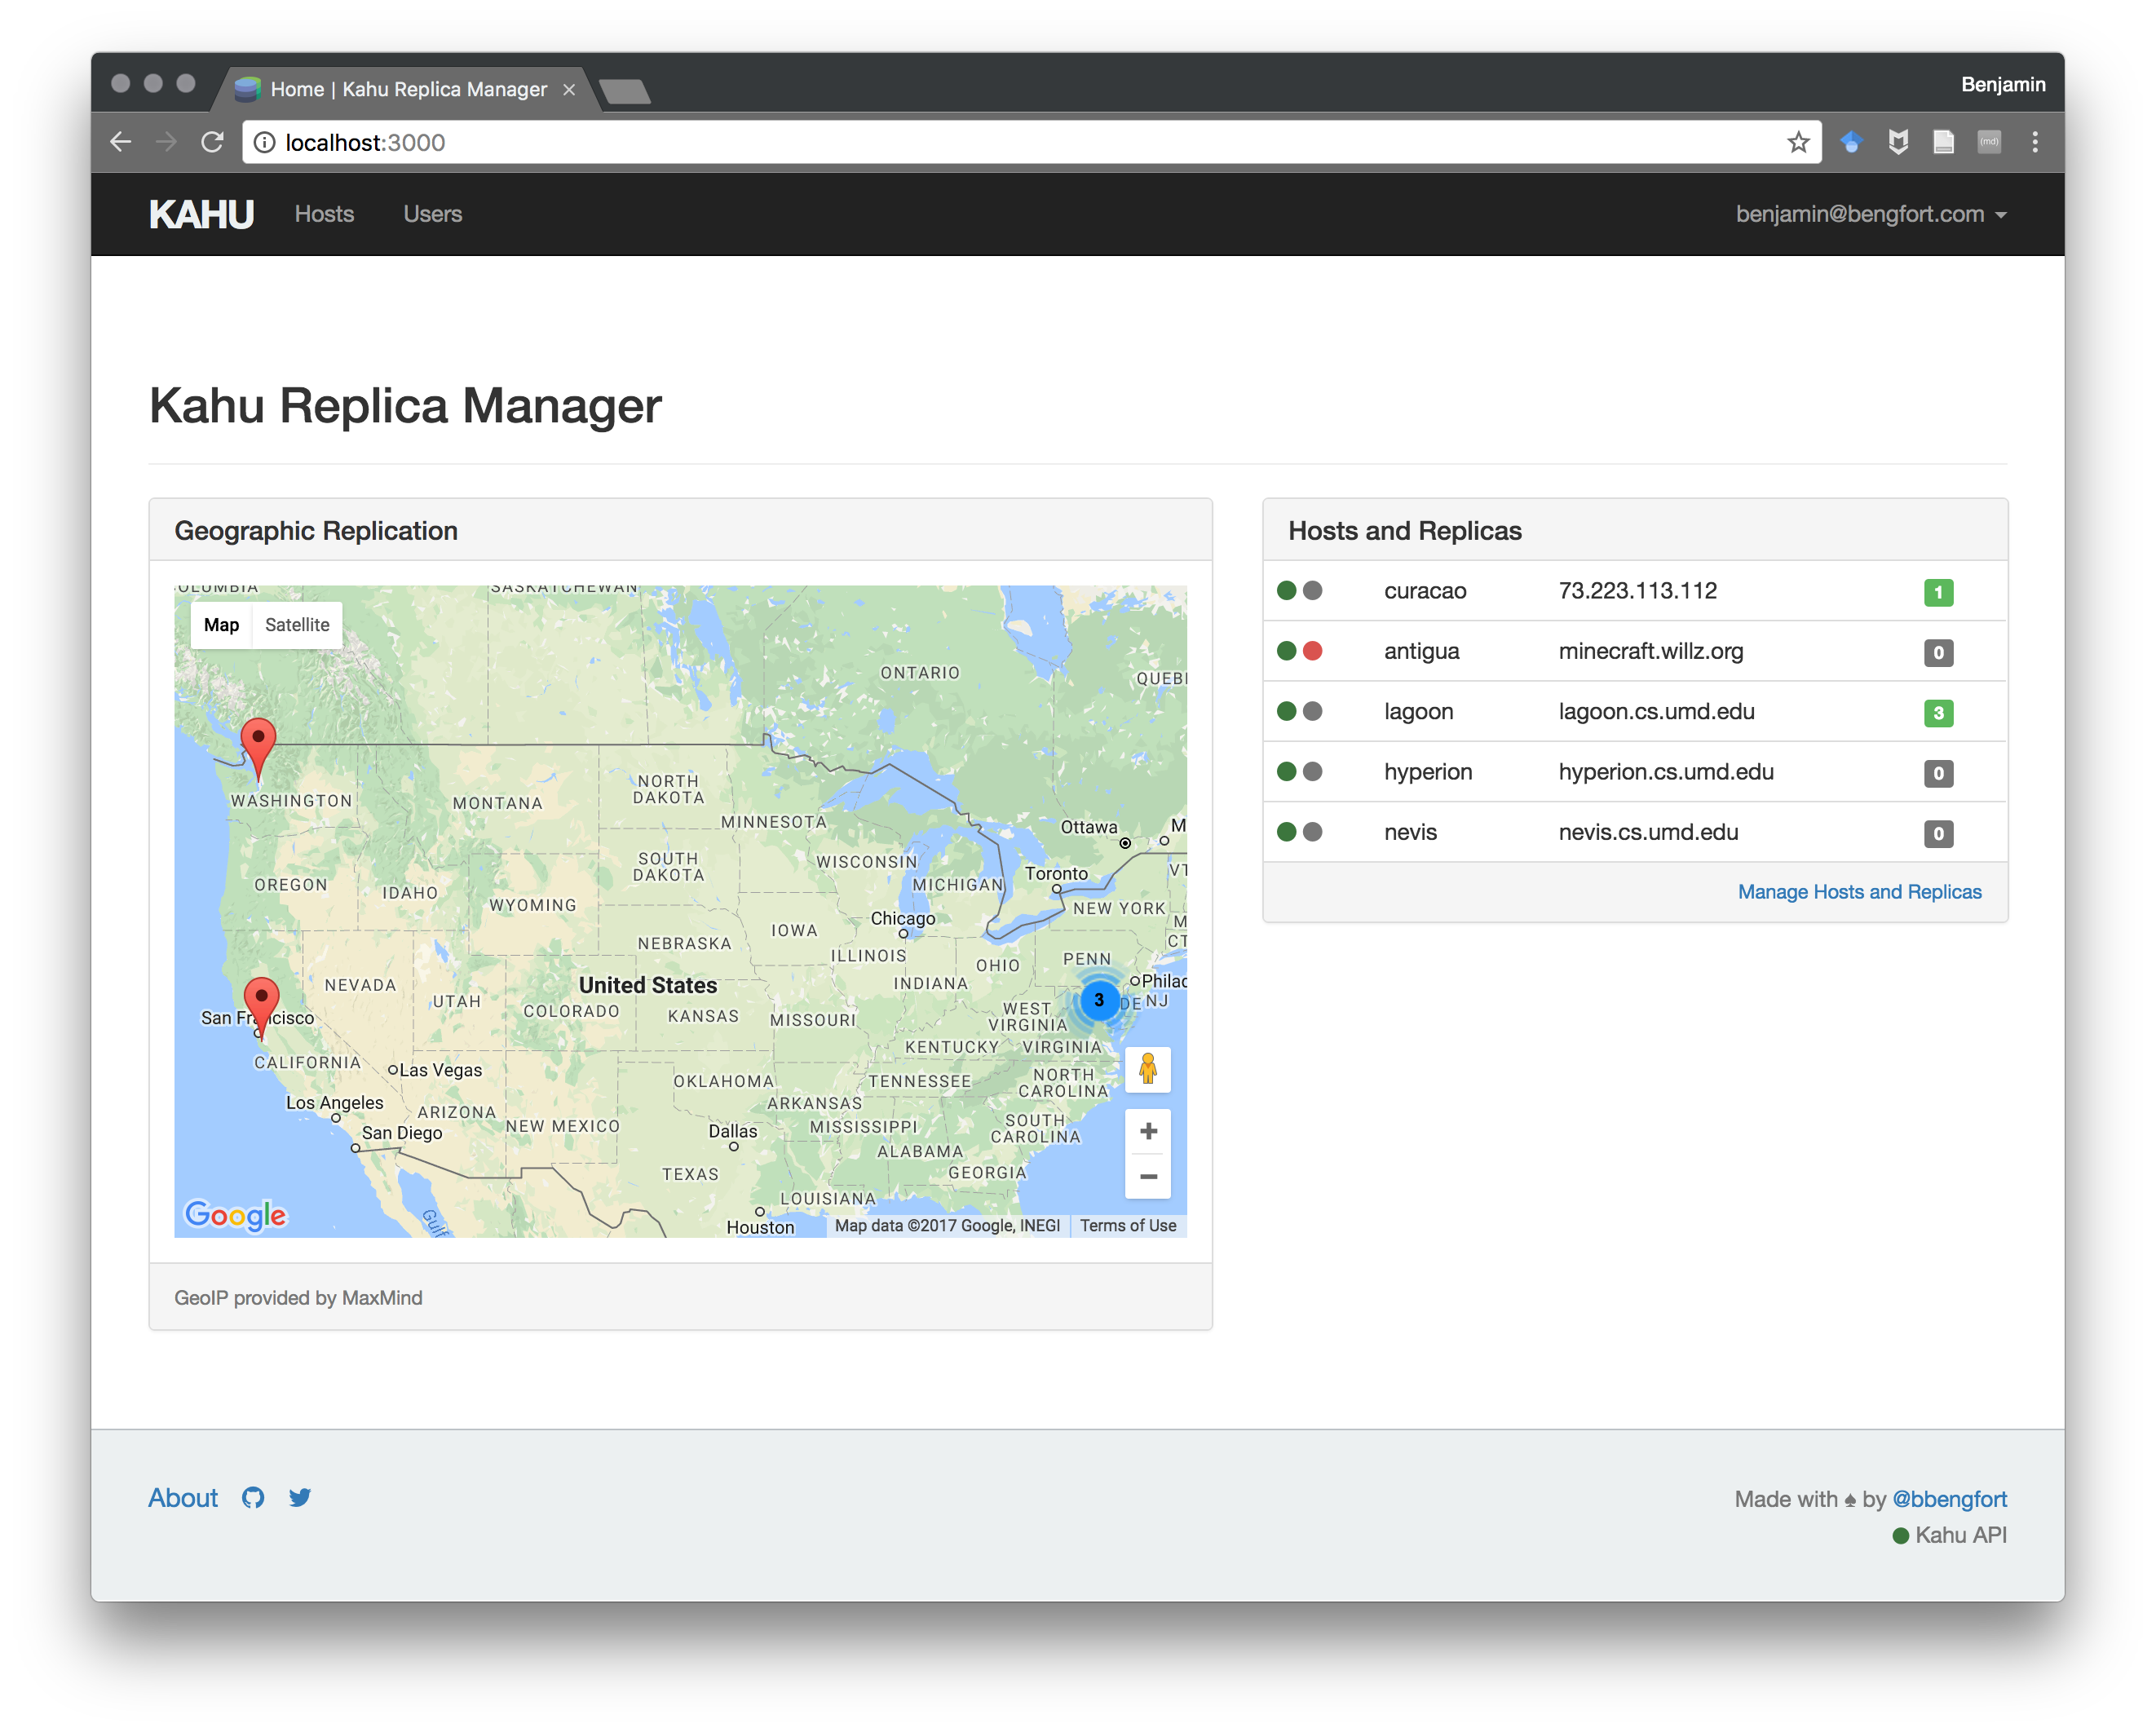 Home | Kahu Replica Manager
Benjamin
localhost:3000
(md)
KAHU Hosts Users benjamin@bengfort.com
Kahu Replica Manager
Geographic Replication
Map Satellite
SASKATCHEWAN
ONTARIO
WASHINGTON
MONTANA
NORTH
DAKOTA
MINNESOTA
Ottawa
M
OREGON
IDAHO
WYOMING
SOUTH
DAKOTA
WISCONSIN
MICHIGAN
Toronto
VT
NEW YORK
M
CT
Chicago
NEBRASKA
IOWA
ILLINOIS
INDIANA
OHIO
PENN
Philad
NEVADA
UTAH
United States
COLORADO
KANSAS
MISSOURI
WEST
VIRGINIA
3
DE NJ
San Francisco
CALIFORNIA
Las Vegas
KENTUCKY
VIRGINIA
Los Angeles
ARIZONA
San Diego
NEW MEXICO
OKLAHOMA
ARKANSAS
TENNESSEE
NORTH
CAROLINA
Dallas
MISSISSIPPI
SOUTH
CAROLINA
ALABAMA
TEXAS
GEORGIA
LOUISIANA
Houston
Gulf
Google
Map data ©2017 Google, INEGI Terms of Use
GeoIP provided by MaxMind
Hosts and Replicas
curacao 73.223.113.112 1
antigua minecraft.willz.org 0
lagoon lagoon.cs.umd.edu 3
hyperion hyperion.cs.umd.edu 0
nevis nevis.cs.umd.edu 0
Manage Hosts and Replicas
About
Made with ♠ by @bbengfort
Kahu API